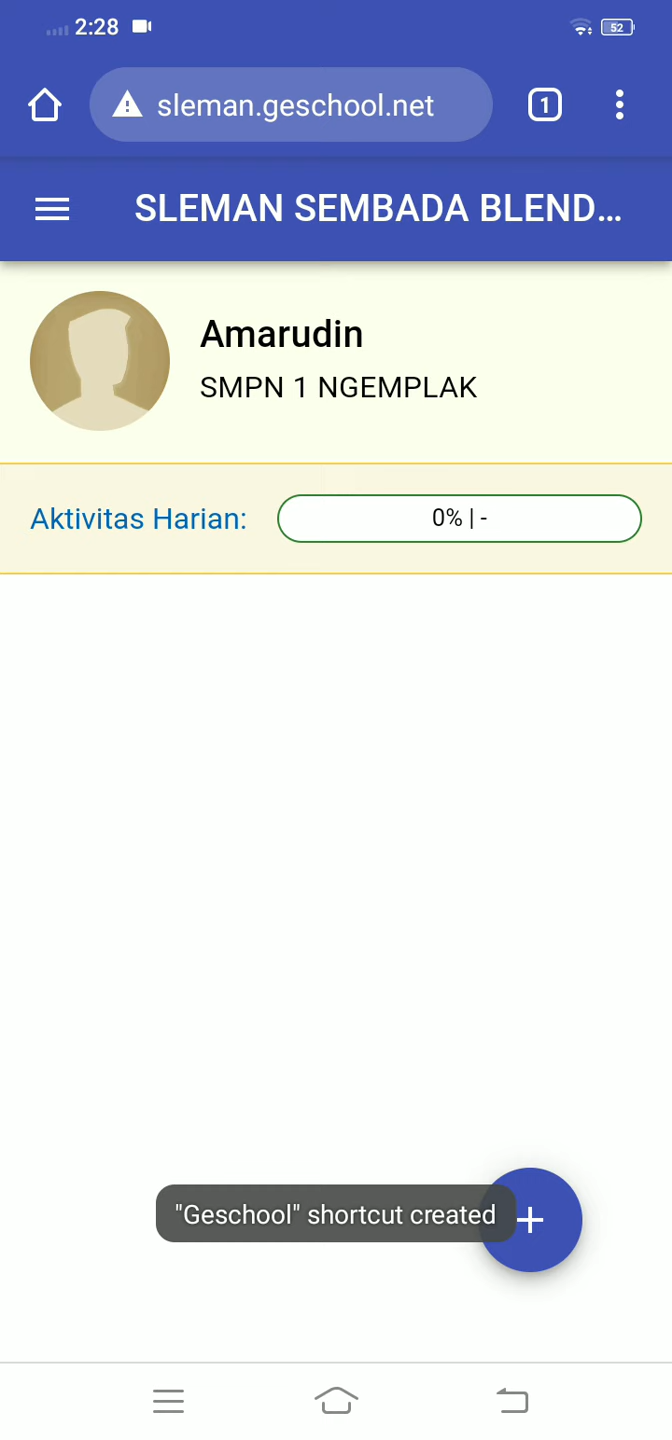 2:28
52
sleman.geschool.net
1
SLEMAN SEMBADA BLEND...
Amarudin
SMPN 1 NGEMPLAK
Aktivitas Harian:
0% | -
"Geschool" shortcut created
+